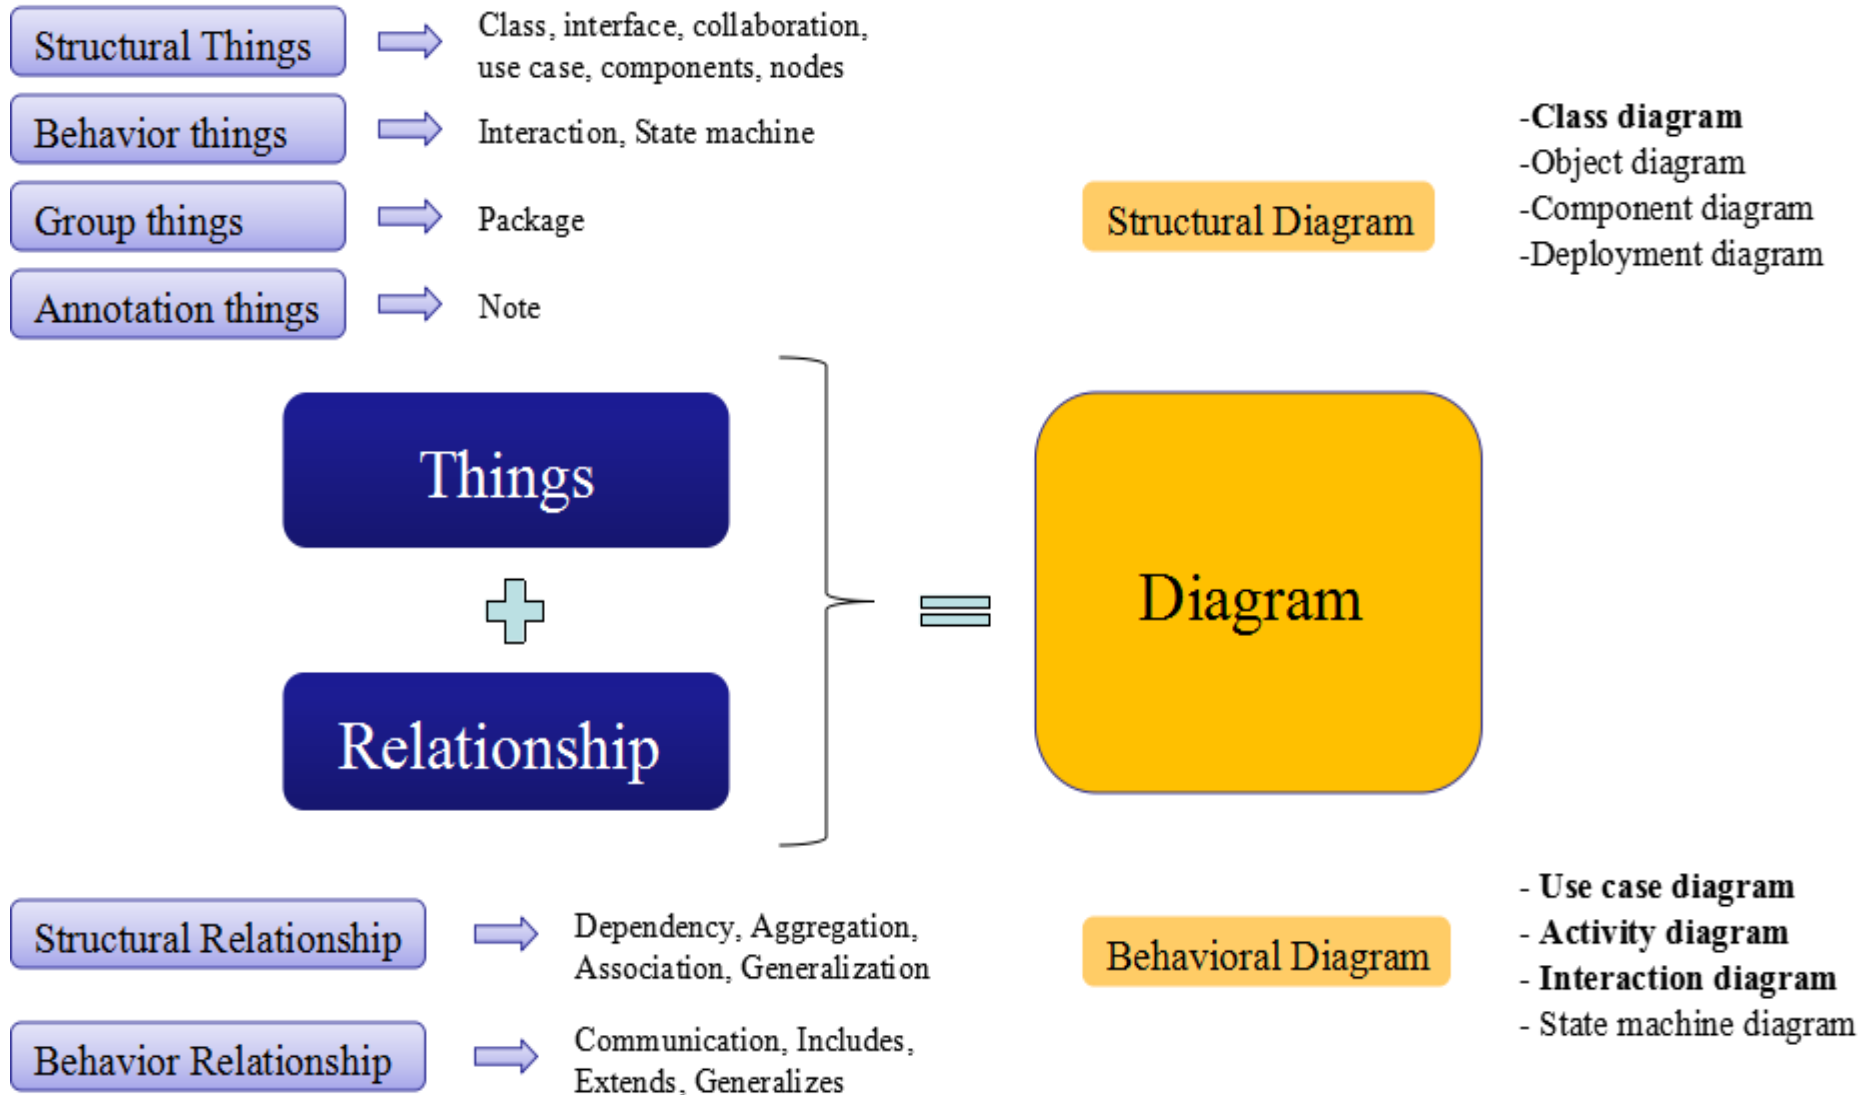 Structural Things
Class, interface, collaboration,
use case, components, nodes
Behavior things
Interaction, State machine
Group things
Package
Annotation things
Note
Structural Diagram
-Class diagram
-Object diagram
-Component diagram
-Deployment diagram
Things
Relationship
Diagram
Structural Relationship
Dependency, Aggregation,
Association, Generalization
Behavior Relationship
Communication, Includes,
Extends, Generalizes
Behavioral Diagram
- Use case diagram
- Activity diagram
- Interaction diagram
- State machine diagram